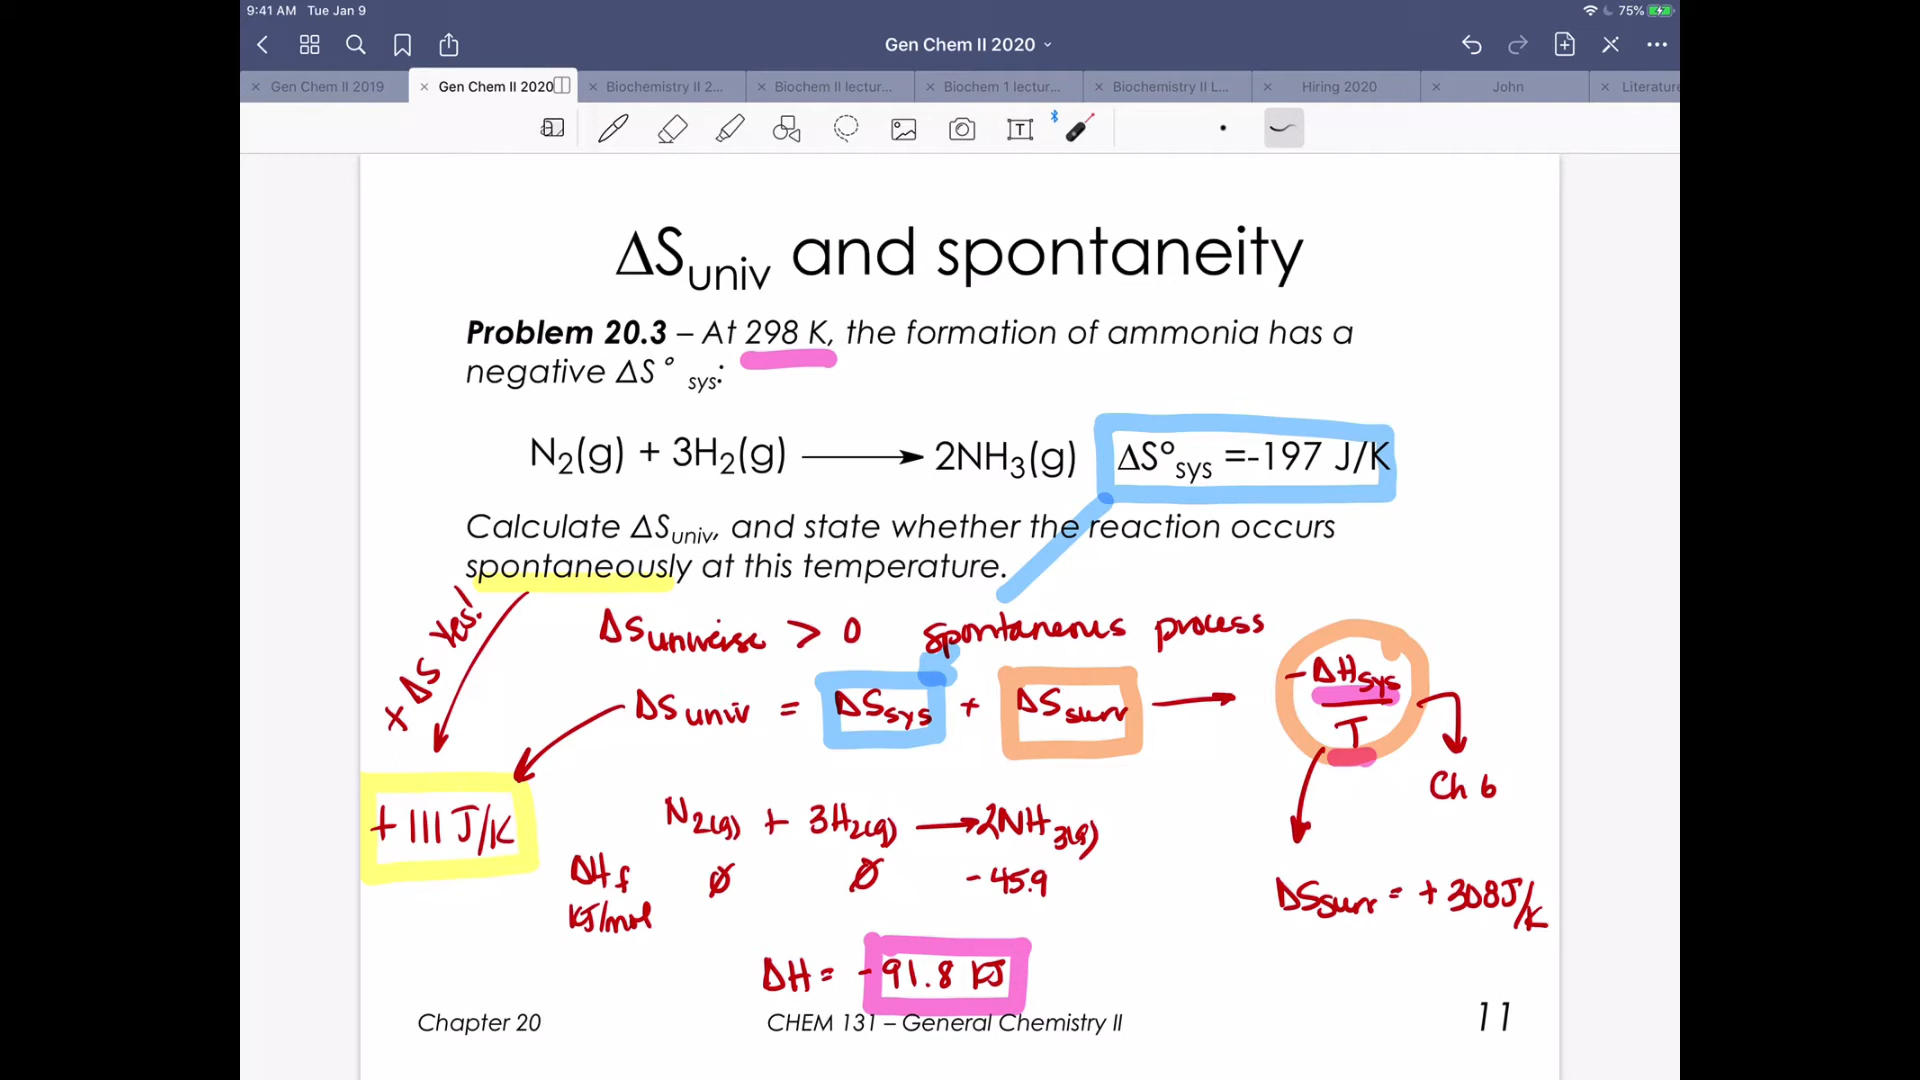 9:41 AM Tue Jan 9
75%
Gen Chem II 2020
Gen Chem II 2019
Gen Chem II 2020
Biochemistry II 2...
Biochem II lectur...
Biochem 1 lectur...
Biochemistry II L...
Hiring 2020
John
Literature
ΔSuniv and spontaneity
Problem 20.3 – At 298 K, the formation of ammonia has a
negative ΔS° sys:
N₂(g) + 3H₂(g) ⟶ 2NH₃(g) ΔS°sys =-197 J/K
Calculate ΔSuniv, and state whether the reaction occurs
spontaneously at this temperature.
+ ΔS Yes!
ΔSuniverse > 0 spontaneous process
ΔSuniv = ΔSsys + ΔSsurr → -ΔHsys/T
Ch 6
+ 111 J/K
N₂(g) + 3H₂(g) → 2NH₃(g)
ΔHf Ø Ø -45.9
KJ/mol
ΔSsurr = + 308J/K
ΔH = -91.8 KJ
Chapter 20
CHEM 131 – General Chemistry II
11